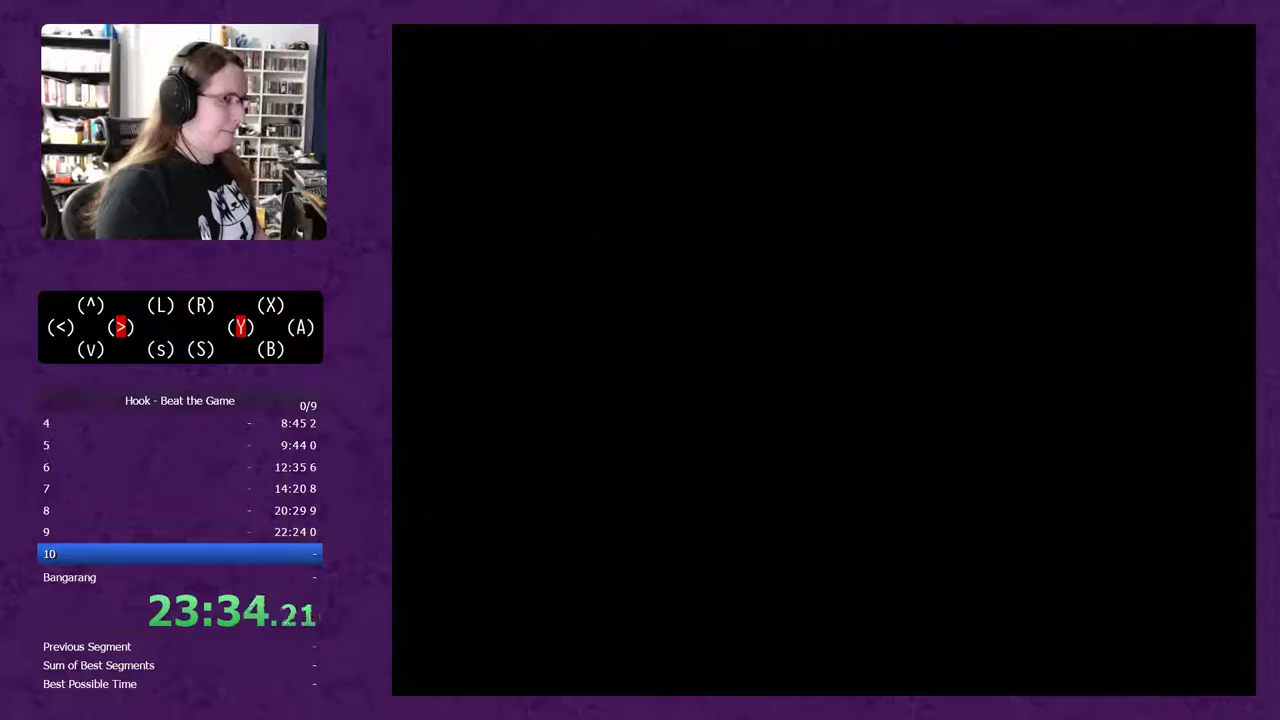 (^) (L) (R) (X)
(<) (>) (Y) (A)
(v) (s) (S) (B)
Hook - Beat the Game
0/9
4 - 8:45 2
5 - 9:44 0
6 - 12:35 6
7 - 14:20 8
8 - 20:29 9
9 - 22:24 0
10 -
Bangarang -
23:34.21
Previous Segment -
Sum of Best Segments -
Best Possible Time -